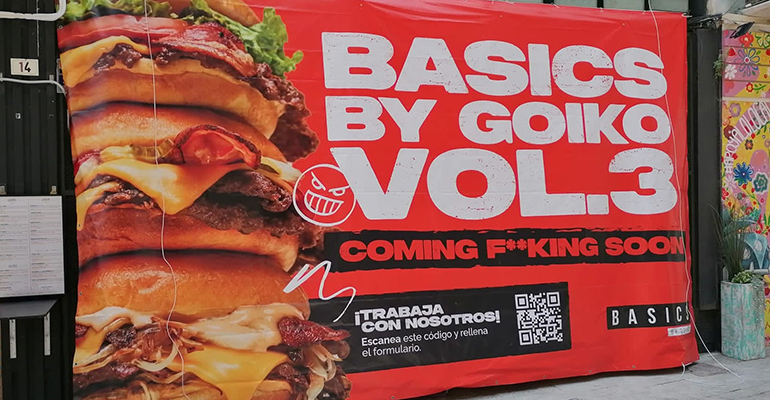 14
BASICS
BY GOIKO
VOL.3
COMING F**KING SOON
¡TRABAJA
CON NOSOTROS!
Escanea este código y rellena
el formulario.
BASICS